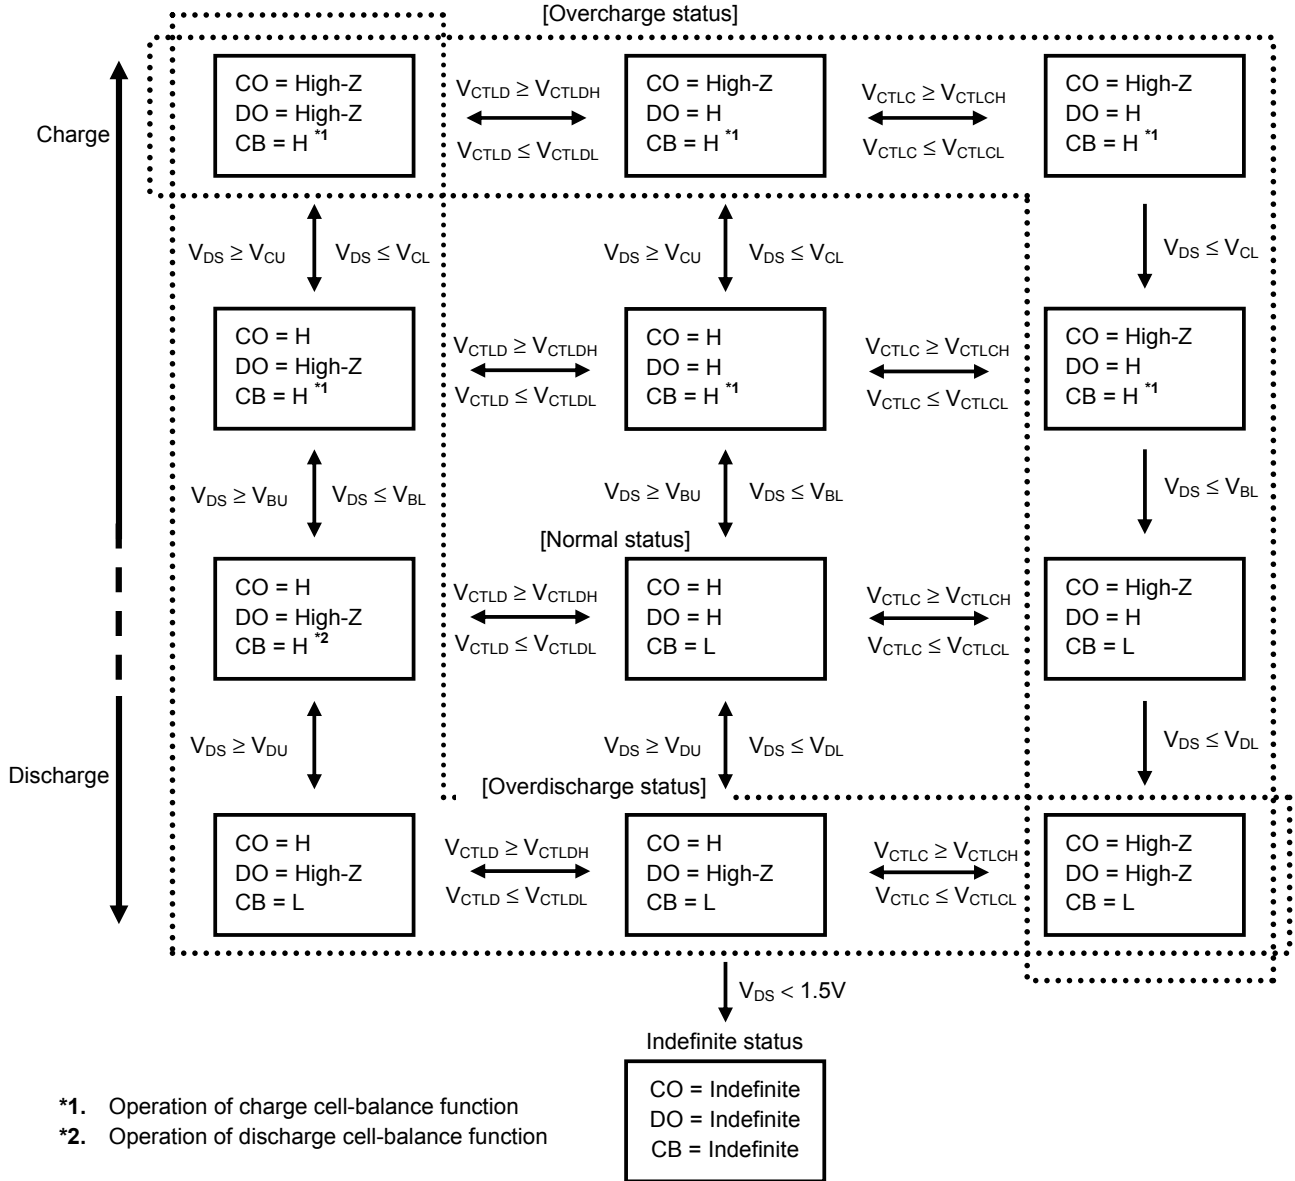 [Overcharge status]
Charge
CO = High-Z
DO = High-Z
CB = H *1
VCTLD ≥ VCTLDH
VCTLD ≤ VCTLDL
CO = High-Z
DO = H
CB = H *1
VCTLC ≥ VCTLCH
VCTLC ≤ VCTLCL
CO = High-Z
DO = H
CB = H *1
VDS ≥ VCU
VDS ≤ VCL
VDS ≥ VCU
VDS ≤ VCL
VDS ≤ VCL
CO = H
DO = High-Z
CB = H *1
VCTLD ≥ VCTLDH
VCTLD ≤ VCTLDL
CO = H
DO = H
CB = H *1
VCTLC ≥ VCTLCH
VCTLC ≤ VCTLCL
CO = High-Z
DO = H
CB = H *1
VDS ≥ VBU
VDS ≤ VBL
VDS ≥ VBU
VDS ≤ VBL
VDS ≤ VBL
[Normal status]
CO = H
DO = High-Z
CB = H *2
VCTLD ≥ VCTLDH
VCTLD ≤ VCTLDL
CO = H
DO = H
CB = L
VCTLC ≥ VCTLCH
VCTLC ≤ VCTLCL
CO = High-Z
DO = H
CB = L
VDS ≥ VDU
VDS ≥ VDU
VDS ≤ VDL
VDS ≤ VDL
Discharge
[Overdischarge status]
CO = H
DO = High-Z
CB = L
VCTLD ≥ VCTLDH
VCTLD ≤ VCTLDL
CO = H
DO = High-Z
CB = L
VCTLC ≥ VCTLCH
VCTLC ≤ VCTLCL
CO = High-Z
DO = High-Z
CB = L
VDS < 1.5V
Indefinite status
CO = Indefinite
DO = Indefinite
CB = Indefinite
*1. Operation of charge cell-balance function
*2. Operation of discharge cell-balance function